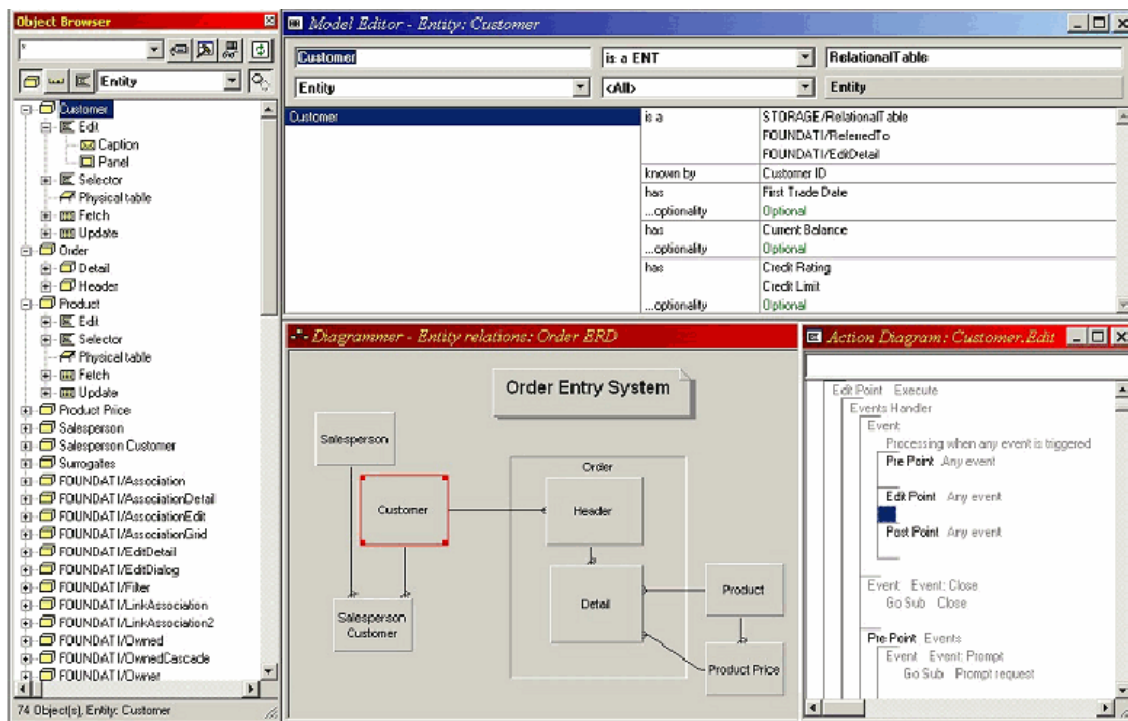 Object Browser
*
Entity
Customer
Edit
Caption
Panel
Selector
Physical table
Fetch
Update
Order
Detail
Header
Product
Edit
Selector
Physical table
Fetch
Update
Product Price
Salesperson
Salesperson Customer
Surrogates
FOUNDATI/Association
FOUNDATI/AssociationDetail
FOUNDATI/AssociationEdit
FOUNDATI/AssociationGrid
FOUNDATI/EditDetail
FOUNDATI/EditDialog
FOUNDATI/Filter
FOUNDATI/LinkAssociation
FOUNDATI/LinkAssociation2
FOUNDATI/Owned
FOUNDATI/OwnedCascade
FOUNDATI/Owner
74 Object(s), Entity: Customer
Model Editor - Entity: Customer
Customer is a ENT RelationalTable
Entity <All> Entity
Customer is a STORAGE/RelationalTable
FOUNDATI/ReferredTo
FOUNDATI/EditDetail
known by Customer ID
has First Trade Date
...optionality Optional
has Current Balance
...optionality Optional
has Credit Rating
Credit Limit
...optionality Optional
Diagrammer - Entity relations: Order ERD
Order Entry System
Salesperson
Order
Customer
Header
Detail
Product
Salesperson
Customer
Product Price
Action Diagram: Customer.Edit
Edit Point Execute
Events Handler
Event:
Processing when any event is triggered
Pre Point Any event
Edit Point Any event
Post Point Any event
Event: Event: Close
Go Sub Close
Pre Point Events
Event Event: Prompt
Go Sub Prompt request